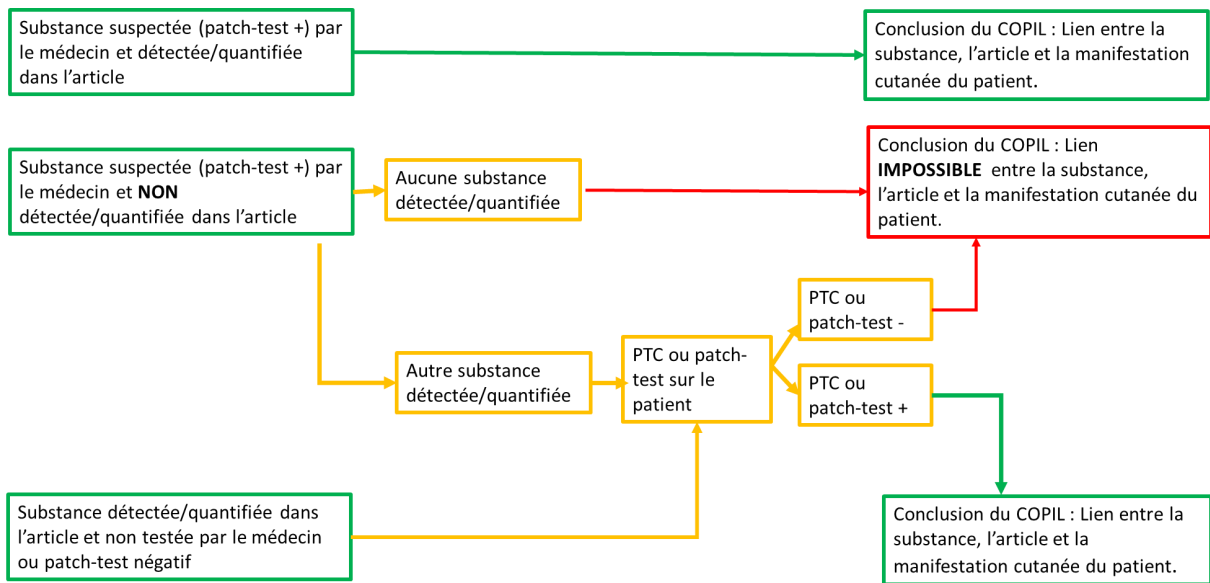 Substance suspectée (patch-test +) par
le médecin et détectée/quantifiée
dans l’article
Conclusion du COPIL : Lien entre la
substance, l’article et la manifestation
cutanée du patient.
Substance suspectée (patch-test +) par
le médecin et NON
détectée/quantifiée dans l’article
Aucune substance
détectée/quantifiée
Conclusion du COPIL : Lien
IMPOSSIBLE entre la substance,
l’article et la manifestation cutanée du
patient.
PTC ou
patch-test -
Autre substance
détectée/quantifiée
PTC ou patch-
test sur le
patient
PTC ou
patch-test +
Substance détectée/quantifiée dans
l’article et non testée par le médecin
ou patch-test négatif
Conclusion du COPIL : Lien entre la
substance, l’article et la
manifestation cutanée du patient.